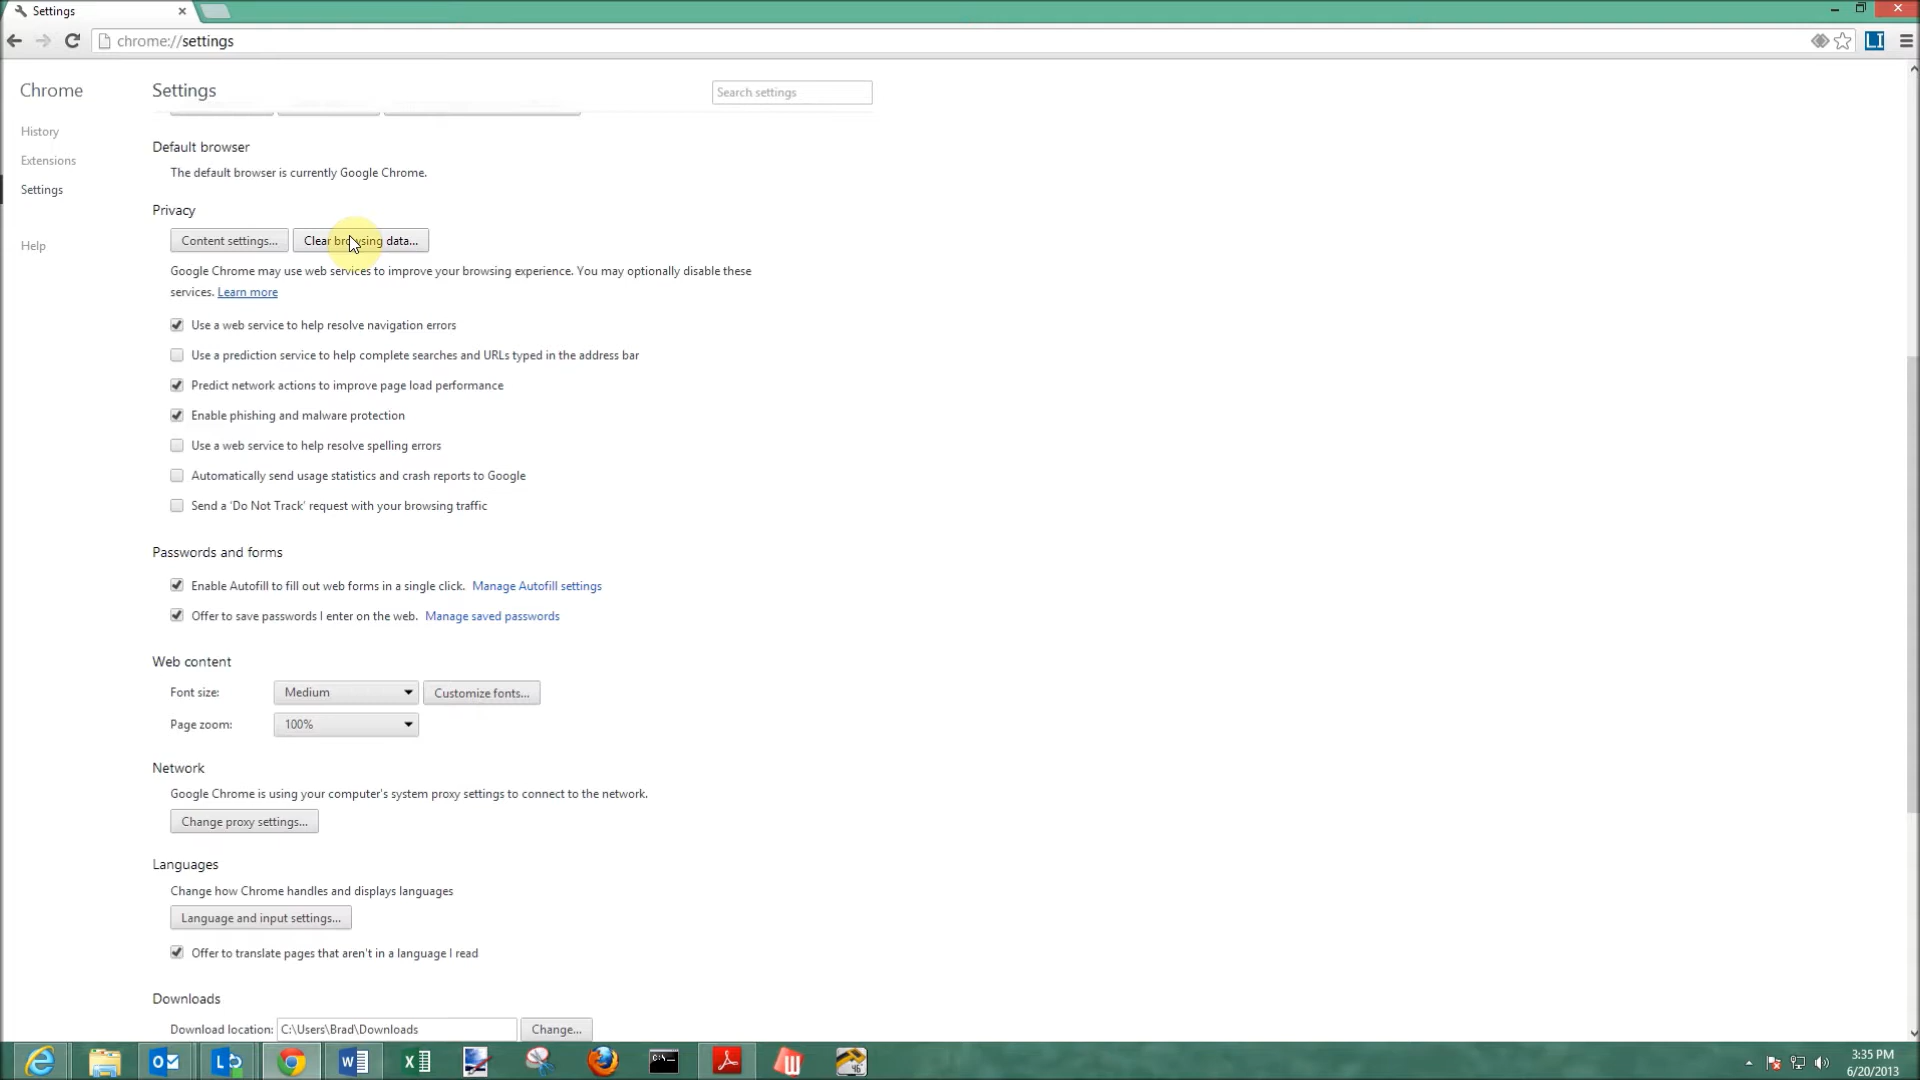 Settings
chrome://settings
Chrome
Settings
Search settings
History
Extensions
Settings
Help
Default browser
The default browser is currently Google Chrome.
Privacy
Content settings...
Clear browsing data...
Google Chrome may use web services to improve your browsing experience. You may optionally disable these
services. Learn more
Use a web service to help resolve navigation errors
Use a prediction service to help complete searches and URLs typed in the address bar
Predict network actions to improve page load performance
Enable phishing and malware protection
Use a web service to help resolve spelling errors
Automatically send usage statistics and crash reports to Google
Send a 'Do Not Track' request with your browsing traffic
Passwords and forms
Enable Autofill to fill out web forms in a single click. Manage Autofill settings
Offer to save passwords I enter on the web. Manage saved passwords
Web content
Font size: Medium Customize fonts...
Page zoom: 100%
Network
Google Chrome is using your computer's system proxy settings to connect to the network.
Change proxy settings...
Languages
Change how Chrome handles and displays languages
Language and input settings...
Offer to translate pages that aren't in a language I read
Downloads
Download location: C:\Users\Brad\Downloads Change...
3:35 PM
6/20/2013